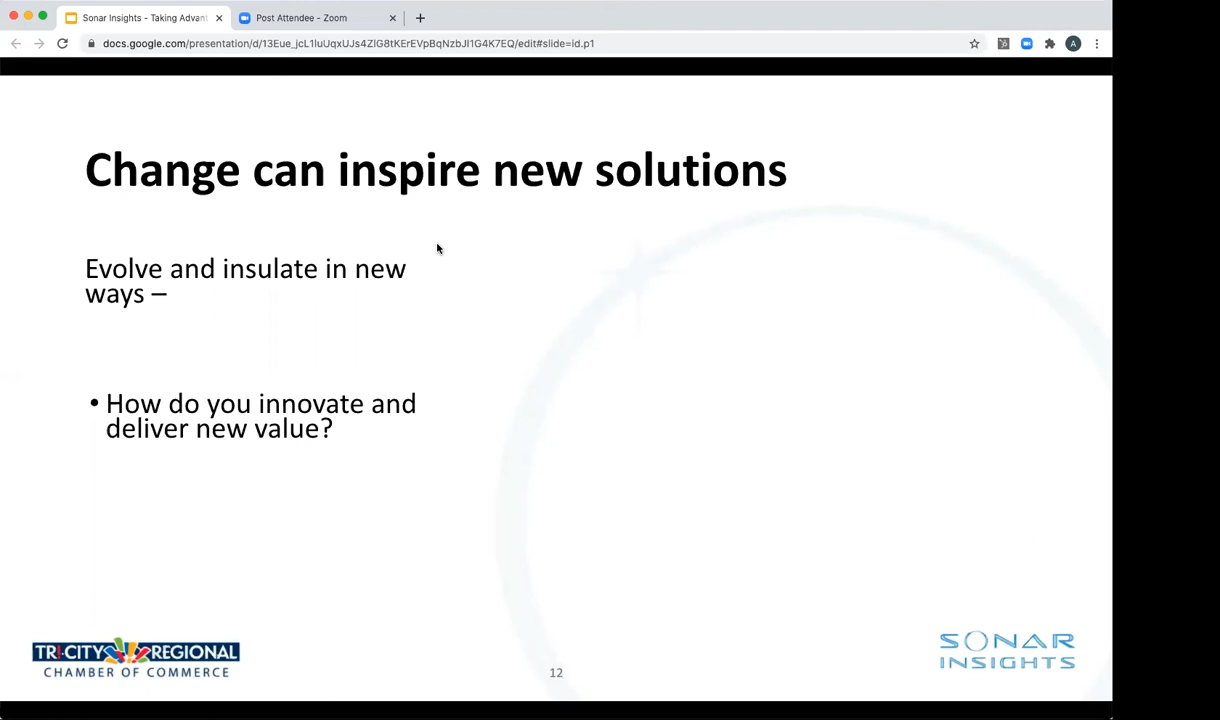 Sonar Insights - Taking Advant
Post Attendee - Zoom
docs.google.com/presentation/d/13Eue_jcL1luUqxUJs4ZlG8tKErEVpBqNzbJl1G4K7EQ/edit#slide=id.p1
A
Change can inspire new solutions
Evolve and insulate in new
ways –
• How do you innovate and
deliver new value?
TRI-CITY REGIONAL
CHAMBER OF COMMERCE
12
SONAR
INSIGHTS